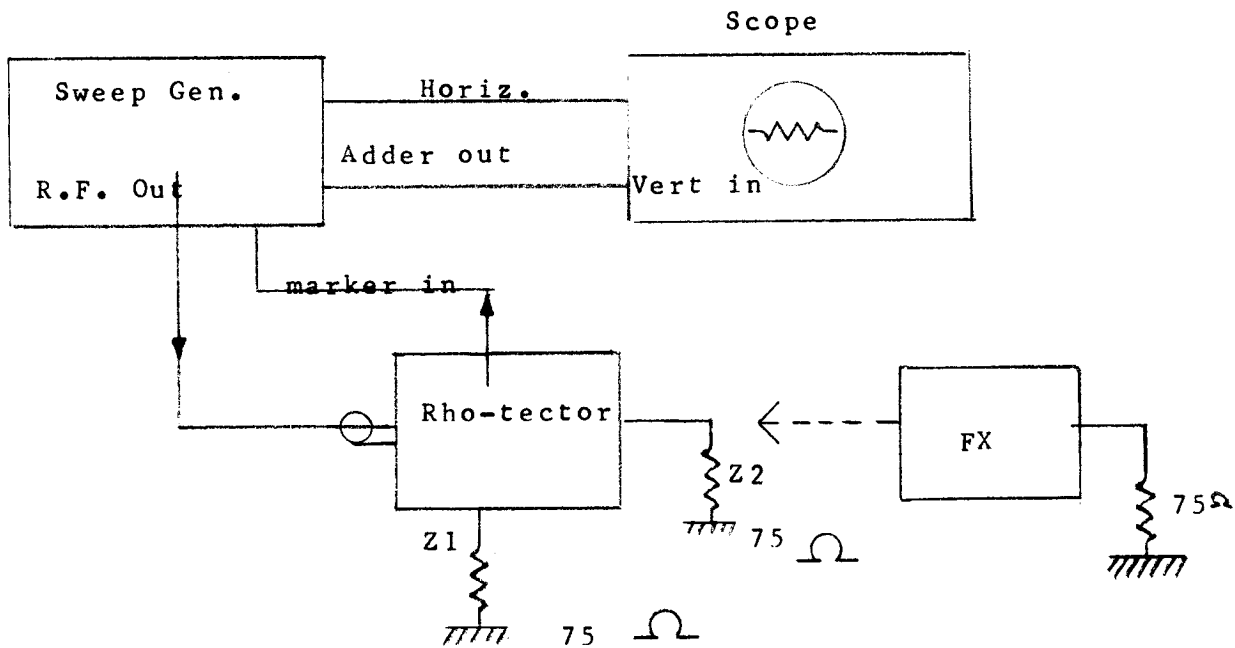 Scope
Sweep Gen.
Horiz.
Adder out
R.F. Out
Vert in
marker in
Rho-tector
FX
Z2
75Ω
Z1
75 Ω
75 Ω